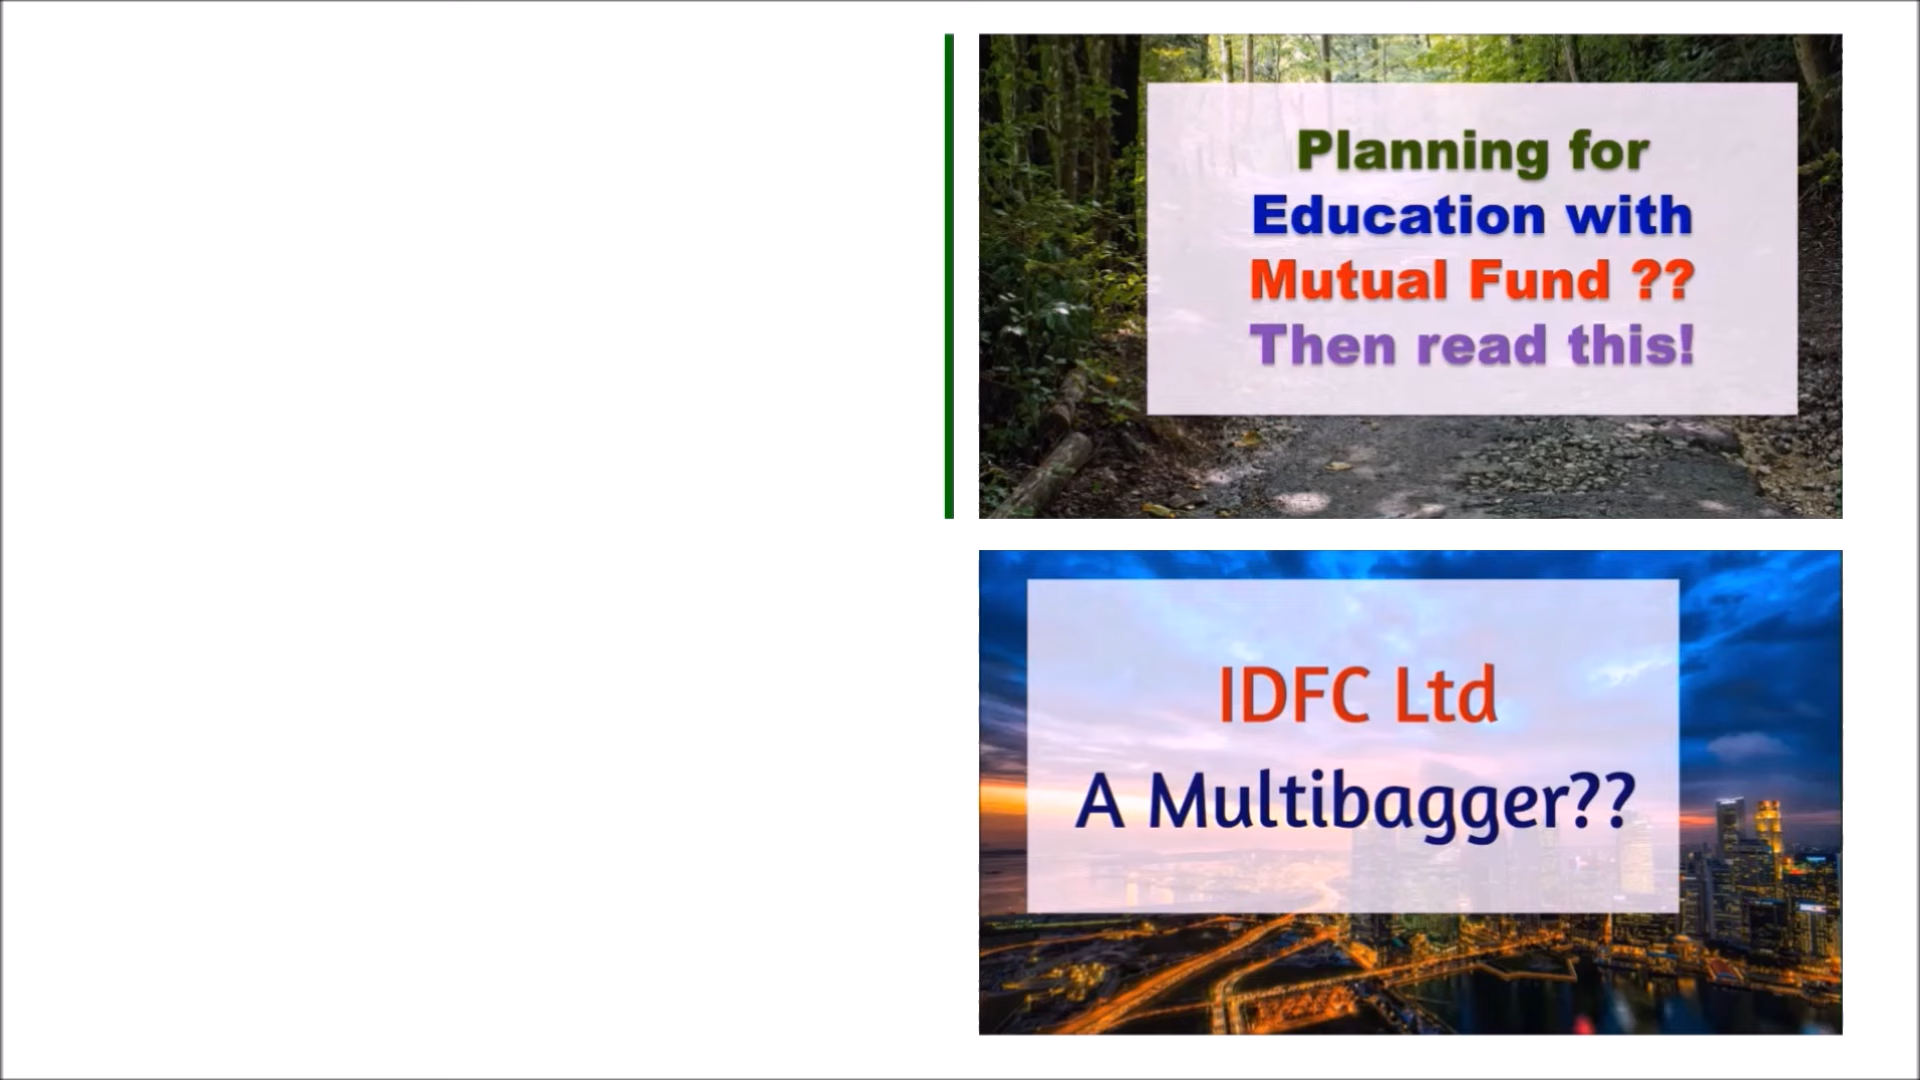 Planning for
Education with
Mutual Fund ??
Then read this!
IDFC Ltd
A Multibagger??